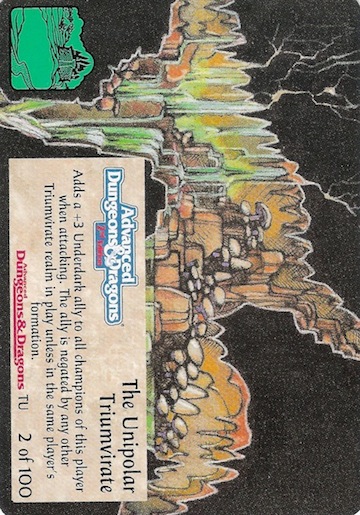 The Unipolar
Triumvirate
Advanced
Dungeons&Dragons
2nd Edition
Adds a +3 Underdark ally to all champions of this player
when attacking. The ally is negated by any other
Triumvirate realm in play unless in the same player's
formation.
Advanced
Dungeons&Dragons
TU 2 of 100